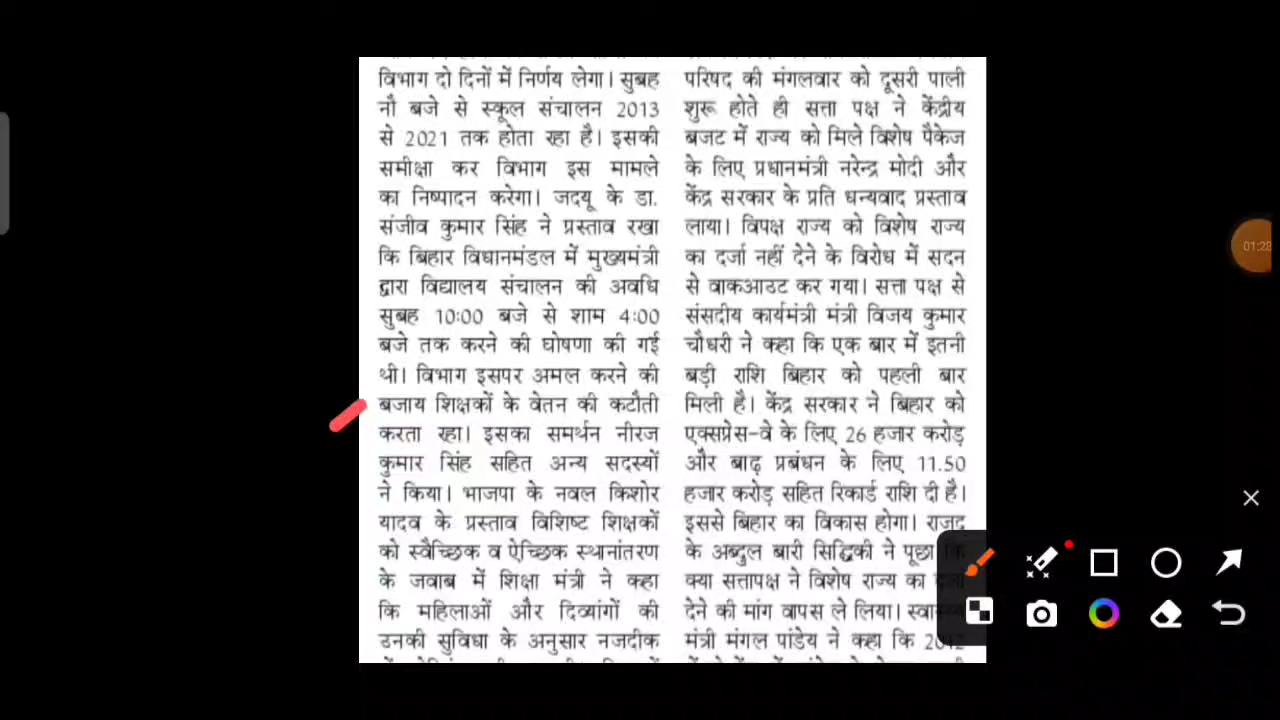 विभाग दो दिनों में निर्णय लेगा। सुबह
नौ बजे से स्कूल संचालन 2013
से 2021 तक होता रहा है। इसकी
समीक्षा कर विभाग इस मामले
का निष्पादन करेगा। जदयू के डा.
संजीव कुमार सिंह ने प्रस्ताव रखा
कि बिहार विधानमंडल में मुख्यमंत्री
द्वारा विद्यालय संचालन की अवधि
सुबह 10:00 बजे से शाम 4:00
बजे तक करने की घोषणा की गई
थी। विभाग इसपर अमल करने की
बजाय शिक्षकों के वेतन की कटौती
करता रहा। इसका समर्थन नीरज
कुमार सिंह सहित अन्य सदस्यों
ने किया। भाजपा के नवल किशोर
यादव के प्रस्ताव विशिष्ट शिक्षकों
को स्वैच्छिक व ऐच्छिक स्थानांतरण
के जवाब में शिक्षा मंत्री ने कहा
कि महिलाओं और दिव्यांगों की
उनकी सुविधा के अनुसार नजदीक
परिषद की मंगलवार को दूसरी पाली
शुरू होते ही सत्ता पक्ष ने केंद्रीय
बजट में राज्य को मिले विशेष पैकेज
के लिए प्रधानमंत्री नरेन्द्र मोदी और
केंद्र सरकार के प्रति धन्यवाद प्रस्ताव
लाया। विपक्ष राज्य को विशेष राज्य
का दर्जा नहीं देने के विरोध में सदन
से वाकआउट कर गया। सत्ता पक्ष से
संसदीय कार्यमंत्री मंत्री विजय कुमार
चौधरी ने कहा कि एक बार में इतनी
बड़ी राशि बिहार को पहली बार
मिली है। केंद्र सरकार ने बिहार को
एक्सप्रेस-वे के लिए 26 हजार करोड़
और बाढ़ प्रबंधन के लिए 11.50
हजार करोड़ सहित रिकार्ड राशि दी है।
इससे बिहार का विकास होगा। राजद
के अब्दुल बारी सिद्दिकी ने पूछा कि
क्या सत्तापक्ष ने विशेष राज्य का
देने की मांग वापस ले लिया। स्वास्थ्य
मंत्री मंगल पांडेय ने कहा कि 2012
01:28